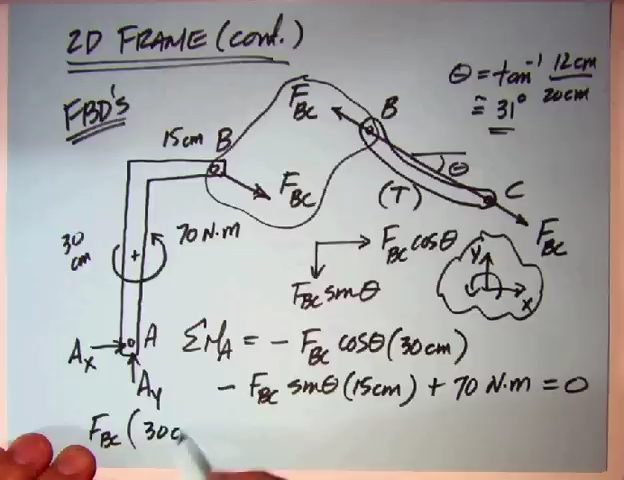 2D FRAME (cont.)
θ = tan⁻¹ 12cm / 20cm
≅ 31°
FBD's
F_BC
B
15cm B
F_BC
θ
C
(T)
F_BC
70 N·m
30 cm
+
F_BC cosθ
F_BC sinθ
Y
X
A_X
A
A_Y
ΣM_A = - F_BC cosθ (30cm)
- F_BC sinθ (15cm) + 70 N·m = 0
F_BC (30c